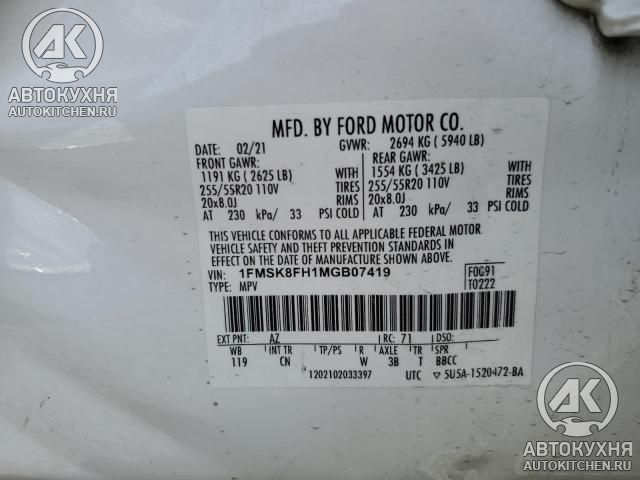 АК
АВТОКУХНЯ
AUTOKITCHEN.RU
MFD. BY FORD MOTOR CO.
DATE: 02/21 GVWR: 2694 KG ( 5940 LB)
FRONT GAWR: REAR GAWR:
1191 KG ( 2625 LB) WITH 1554 KG ( 3425 LB) WITH
255/55R20 110V TIRES 255/55R20 110V TIRES
20x8.0J RIMS 20x8.0J RIMS
AT 230 kPa/ 33 PSI COLD AT 230 kPa/ 33 PSI COLD
THIS VEHICLE CONFORMS TO ALL APPLICABLE FEDERAL MOTOR
VEHICLE SAFETY AND THEFT PREVENTION STANDARDS IN
EFFECT ON THE DATE OF MANUFACTURE SHOWN ABOVE.
VIN: 1FMSK8FH1MGB07419 F0C91
TYPE: MPV T0222
EXT PNT: AZ RC: 71 DSO:
WB INT TR TP/PS R AXLE TR SPR
119 CN W 3B T BBCC
1202102033397 UTC ▽ 5U5A-1520472-BA
АК
АВТОКУХНЯ
AUTOKITCHEN.RU